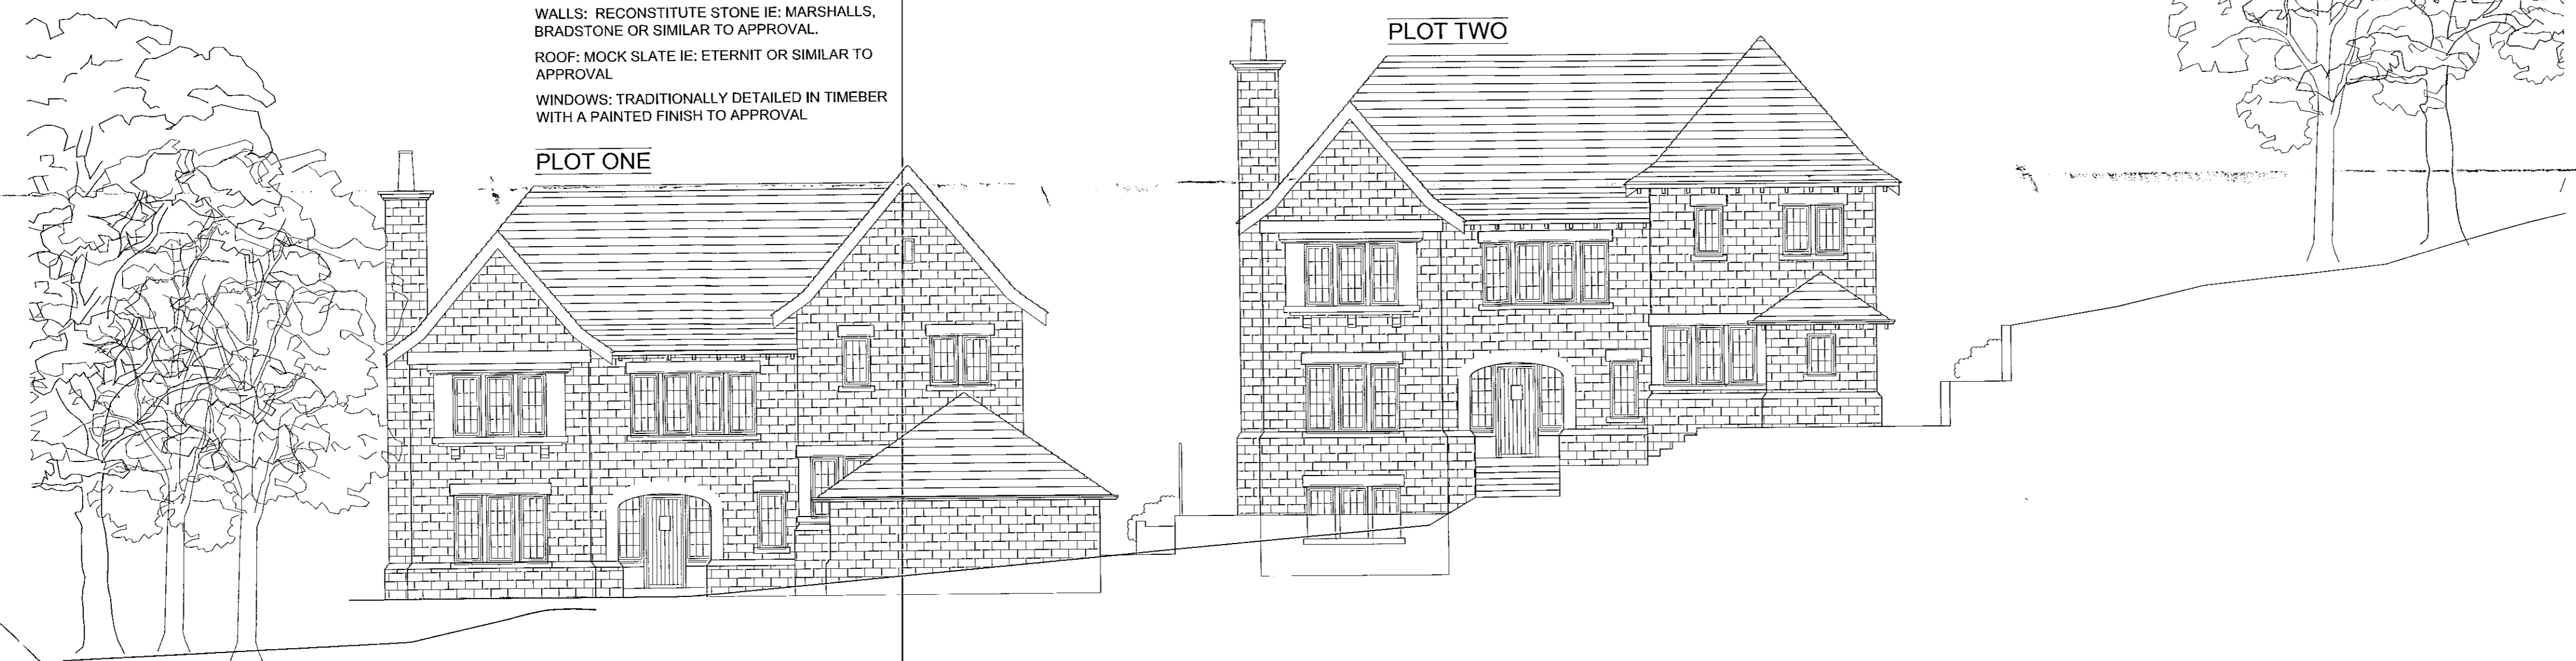 WALLS: RECONSTITUTE STONE IE: MARSHALLS,
BRADSTONE OR SIMILAR TO APPROVAL.
ROOF: MOCK SLATE IE: ETERNIT OR SIMILAR TO
APPROVAL
WINDOWS: TRADITIONALLY DETAILED IN TIMEBER
WITH A PAINTED FINISH TO APPROVAL
PLOT ONE
PLOT TWO